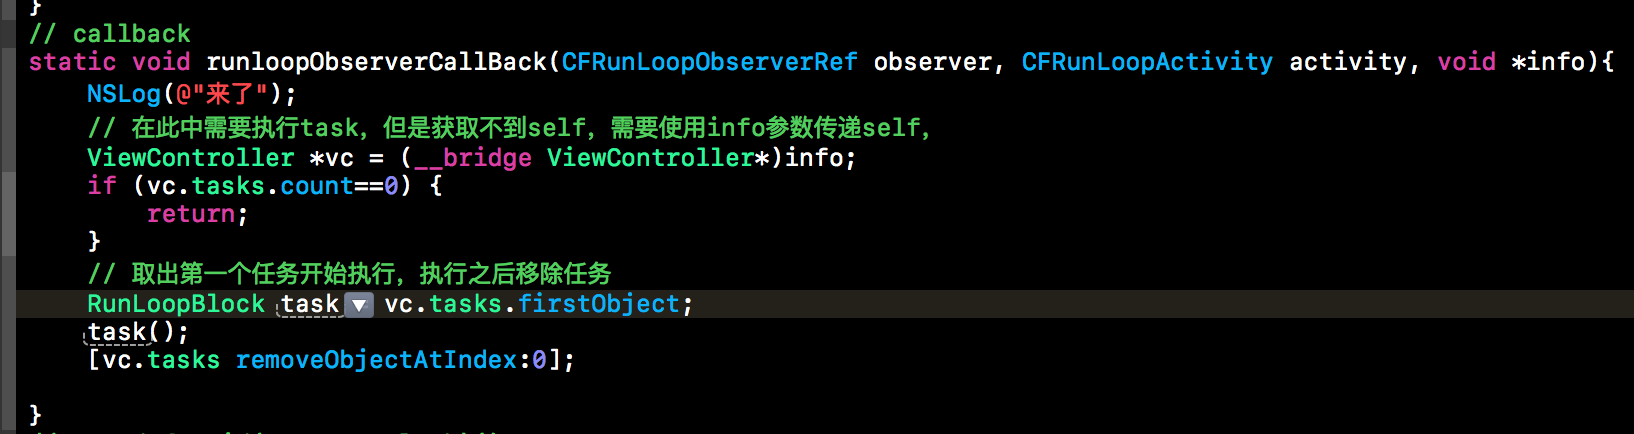 }
// callback
static void runloopObserverCallBack(CFRunLoopObserverRef observer, CFRunLoopActivity activity, void *info){
    NSLog(@"来了");
    // 在此中需要执行task，但是获取不到self，需要使用info参数传递self，
    ViewController *vc = (__bridge ViewController*)info;
    if (vc.tasks.count==0) {
        return;
    }
    // 取出第一个任务开始执行，执行之后移除任务
    RunLoopBlock task vc.tasks.firstObject;
    task();
    [vc.tasks removeObjectAtIndex:0];
}